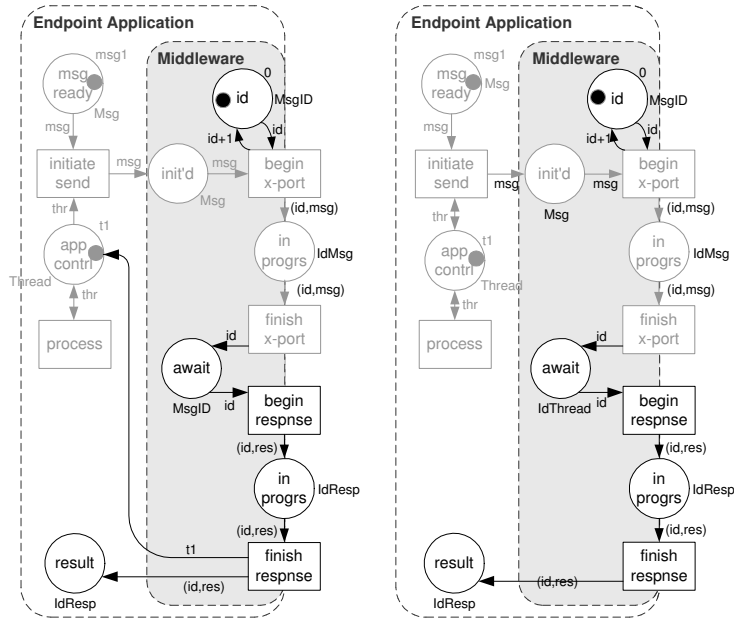 Endpoint Application
msg1
msg
ready
Msg
msg
initiate
send
msg
thr
t1
app
contrl
Thread
thr
process
Middleware
0
id
MsgID
id+1
id
init'd
Msg
msg
begin
x-port
(id,msg)
in
progrs
IdMsg
(id,msg)
finish
x-port
id
await
MsgID
id
begin
respnse
(id,res)
in
progrs
IdResp
(id,res)
finish
respnse
t1
(id,res)
result
IdResp
Endpoint Application
msg1
msg
ready
Msg
msg
initiate
send
msg
thr
t1
app
contrl
Thread
thr
process
Middleware
0
id
MsgID
id+1
id
init'd
Msg
msg
begin
x-port
(id,msg)
in
progrs
IdMsg
(id,msg)
finish
x-port
id
await
IdThread
id
begin
respnse
(id,res)
in
progrs
IdResp
(id,res)
finish
respnse
(id,res)
result
IdResp